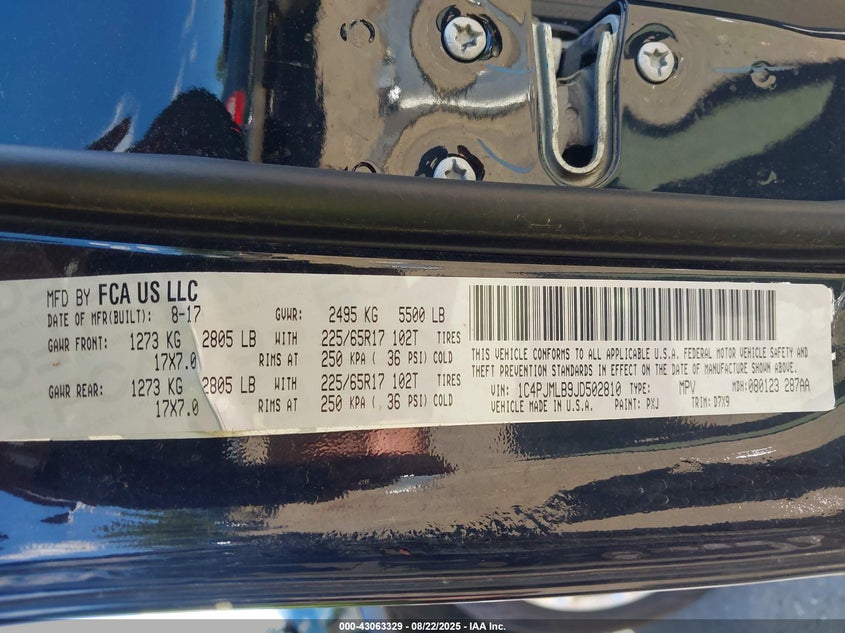 MFD BY FCA US LLC
DATE OF MFR(BUILT): 8-17 GVWR: 2495 KG 5500 LB
GAWR FRONT: 1273 KG 2805 LB WITH 225/65R17 102T TIRES
17X7.0 RIMS AT 250 KPA ( 36 PSI) COLD
GAWR REAR: 1273 KG 2805 LB WITH 225/65R17 102T TIRES
17X7.0 RIMS AT 250 KPA ( 36 PSI) COLD
THIS VEHICLE CONFORMS TO ALL APPLICABLE U.S.A. FEDERAL MOTOR VEHICLE SAFETY AND
THEFT PREVENTION STANDARDS IN EFFECT ON THE DATE OF MANUFACTURE SHOWN ABOVE.
VIN: 1C4PJMLB9JD502810 TYPE: MPV MDH: 080123 287AA
VEHICLE MADE IN U.S.A. PAINT: PXJ TRIM: D7X9
000-43063329 - 08/22/2025 - IAA Inc.